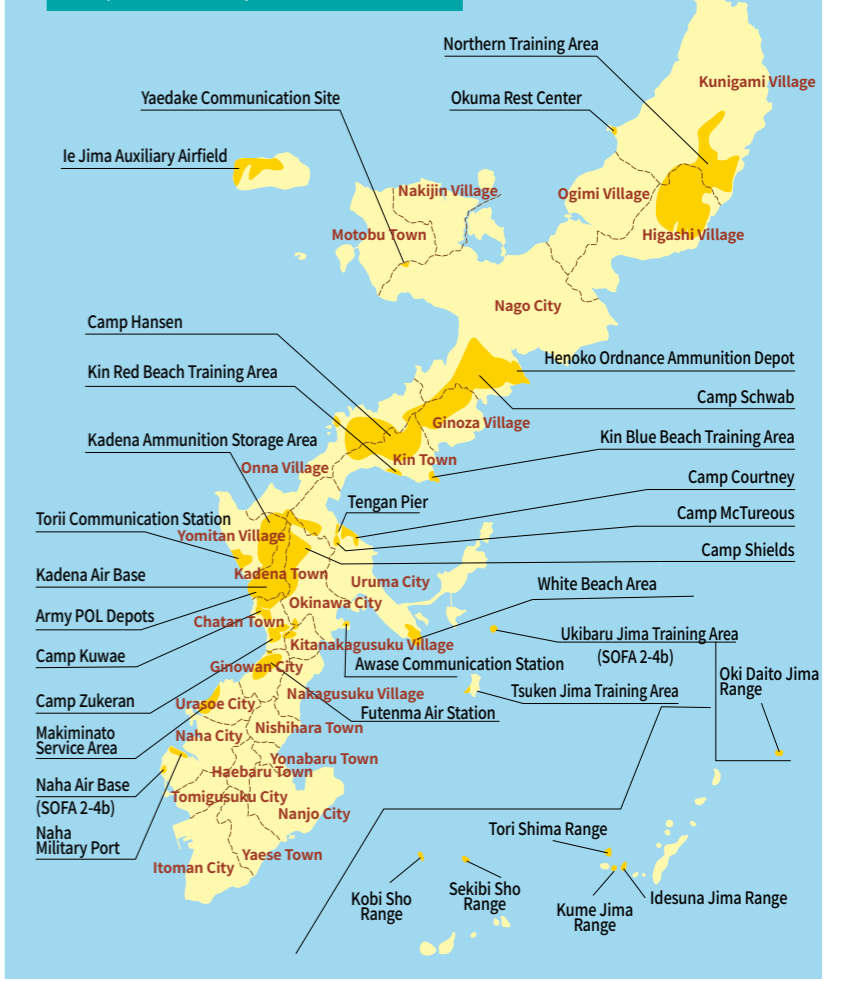 Northern Training Area
Kunigami Village
Yaedake Communication Site
Okuma Rest Center
Ie Jima Auxiliary Airfield
Nakijin Village
Ogimi Village
Motobu Town
Higashi Village
Nago City
Camp Hansen
Henoko Ordnance Ammunition Depot
Kin Red Beach Training Area
Camp Schwab
Ginoza Village
Kadena Ammunition Storage Area
Kin Blue Beach Training Area
Kin Town
Onna Village
Camp Courtney
Tengan Pier
Camp McTureous
Torii Communication Station
Yomitan Village
Camp Shields
Kadena Air Base
Kadena Town
Uruma City
White Beach Area
Okinawa City
Army POL Depots
Chatan Town
Ukibaru Jima Training Area
(SOFA 2-4b)
Kitanakagusuku Village
Camp Kuwae
Awase Communication Station
Ginowan City
Oki Daito Jima
Range
Tsuken Jima Training Area
Nakagusuku Village
Camp Zukeran
Urasoe City
Futenma Air Station
Nishihara Town
Makiminato
Service Area
Naha City
Yonabaru Town
Haebaru Town
Naha Air Base
(SOFA 2-4b)
Tomigusuku City
Nanjo City
Naha
Military Port
Tori Shima Range
Yaese Town
Itoman City
Kobi Sho
Range
Sekibi Sho
Range
Kume Jima
Range
Idesuna Jima Range